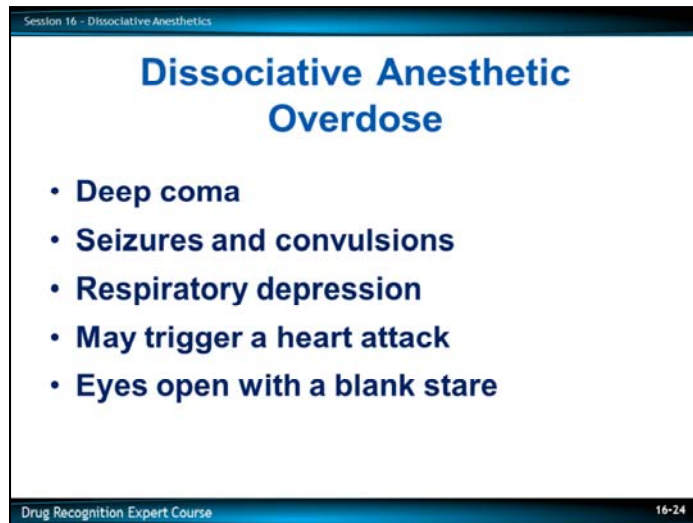 Session 16 - Dissociative Anesthetics
Dissociative Anesthetic
Overdose
• Deep coma
• Seizures and convulsions
• Respiratory depression
• May trigger a heart attack
• Eyes open with a blank stare
Drug Recognition Expert Course 16-24